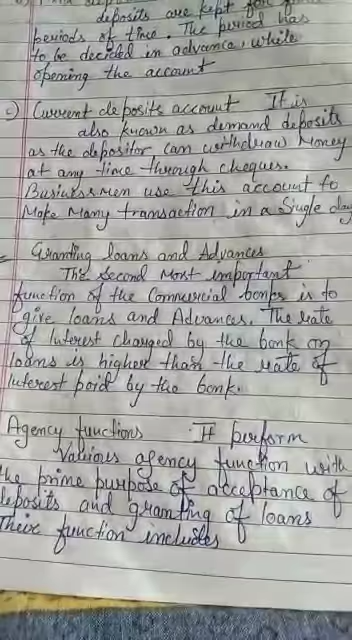 deposits are kept for
periods of time. The period has
to be decided in advance, while
opening the account
c) Current deposits account It is
also known as demand deposits
as the depositor can withdraw money
at any time through cheques.
Businessmen use this account to
Make Many transaction in a Single day
Granting loans and Advances
The Second Most important
function of the Commercial bonks is to
give loans and Advances. The rate
of Interest charged by the bonk on
loans is higher than the rate of
Interest paid by the bonk.
Agency functions It perform
Various agency function with
the prime purpose of acceptance of
deposits and granting of loans
Their function includes